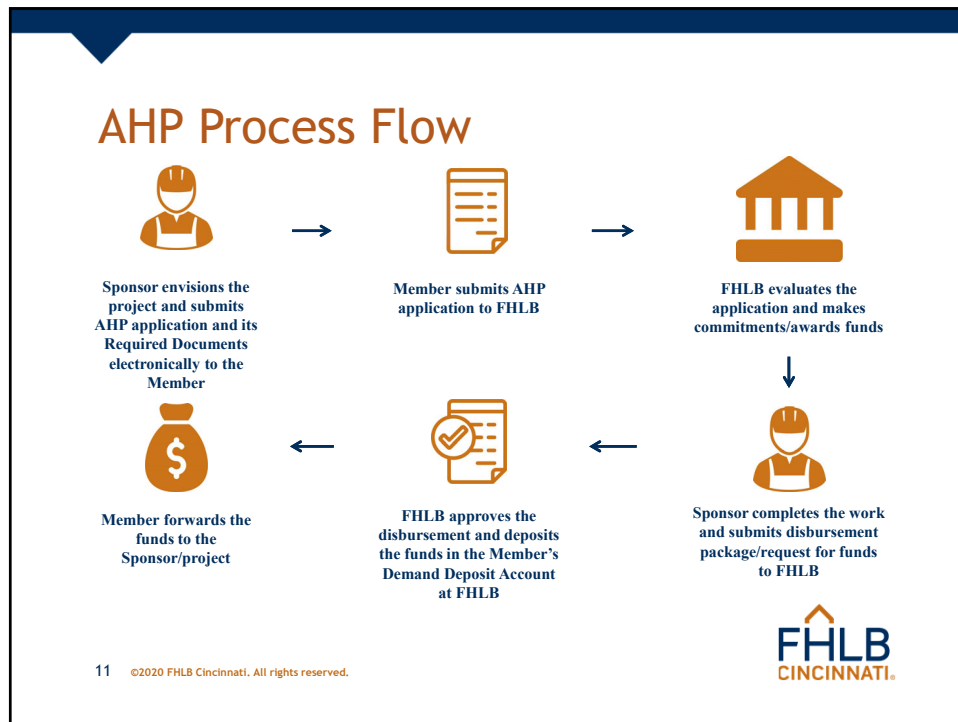 AHP Process Flow
Sponsor envisions the
project and submits
AHP application and its
Required Documents
electronically to the
Member
Member submits AHP
application to FHLB
FHLB evaluates the
application and makes
commitments/awards funds
$
Member forwards the
funds to the
Sponsor/project
FHLB approves the
disbursement and deposits
the funds in the Member’s
Demand Deposit Account
at FHLB
Sponsor completes the work
and submits disbursement
package/request for funds
to FHLB
11 ©2020 FHLB Cincinnati. All rights reserved.
FHLB
CINCINNATI®